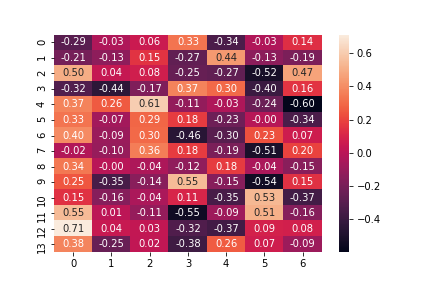 -0.29 -0.03 0.06 0.33 -0.34 -0.03 0.14 0
-0.21 -0.13 0.15 -0.27 0.44 -0.13 -0.19 1
0.50 0.04 0.08 -0.25 -0.27 -0.52 0.47 2
-0.32 -0.44 -0.17 0.37 0.30 -0.40 0.16 3
0.37 0.26 0.61 -0.11 -0.03 -0.24 -0.60 4
0.33 -0.07 0.29 0.18 -0.23 -0.00 -0.34 5
0.40 -0.09 0.30 -0.46 -0.30 0.23 0.07 6
-0.02 -0.10 0.36 0.18 -0.19 -0.51 0.20 7
0.34 -0.00 -0.04 -0.12 0.18 -0.04 -0.15 8
0.25 -0.35 -0.14 0.55 -0.15 -0.54 0.15 9
0.15 -0.16 -0.04 0.11 -0.35 0.53 -0.37 10
0.55 0.01 -0.11 -0.55 -0.09 0.51 -0.16 11
0.71 0.04 0.03 -0.32 -0.37 0.09 0.08 12
0.38 -0.25 0.02 -0.38 0.26 0.07 -0.09 13
0 1 2 3 4 5 6
0.6
0.4
0.2
0.0
−0.2
−0.4